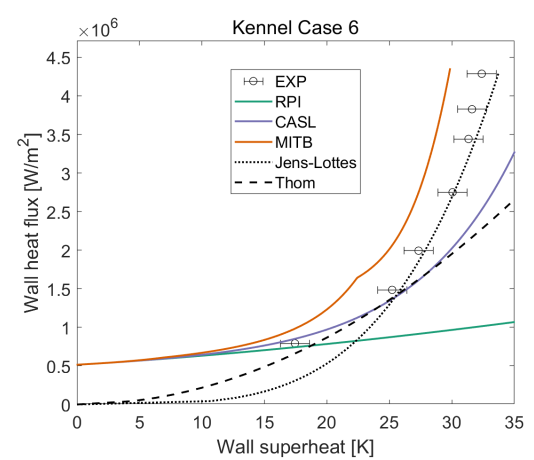 Kennel Case 6
×10^6
4.5
4
3.5
3
2.5
2
1.5
1
0.5
0
Wall heat flux [W/m^2]
EXP
RPI
CASL
MITB
Jens-Lottes
Thom
0 5 10 15 20 25 30 35
Wall superheat [K]